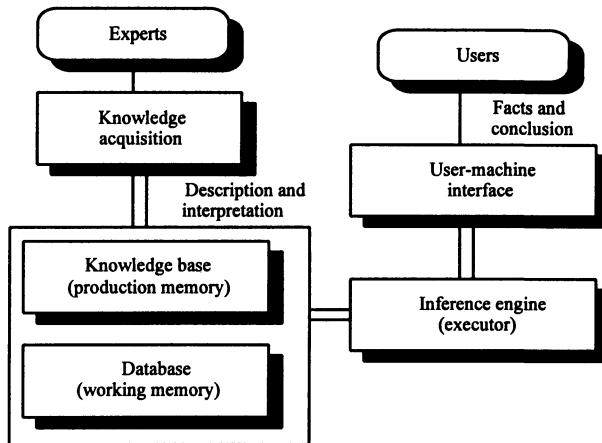 Experts
Users
Knowledge
acquisition
Facts and
conclusion
User-machine
interface
Description and
interpretation
Knowledge base
(production memory)
Inference engine
(executor)
Database
(working memory)